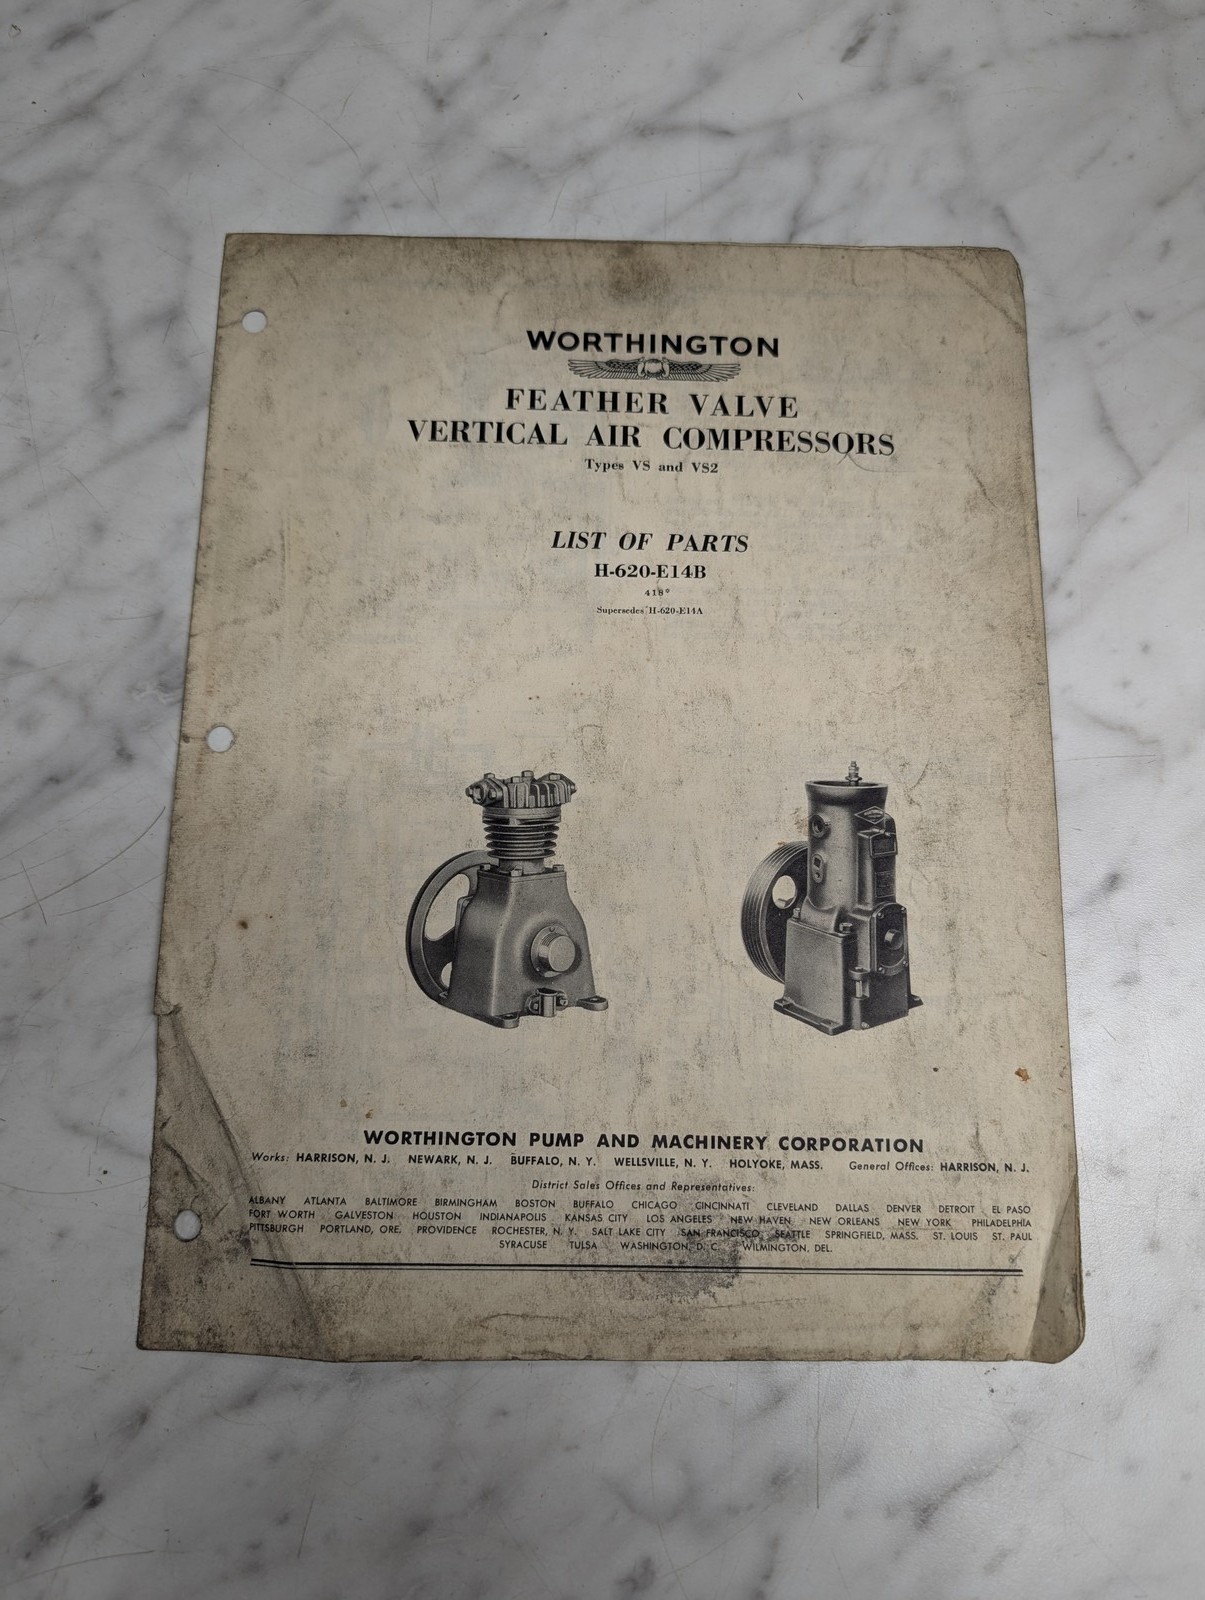 WORTHINGTON
FEATHER VALVE
VERTICAL AIR COMPRESSORS
Types VS and VS2
LIST OF PARTS
H-620-E14B
418º
Supersedes H-620-E14A
WORTHINGTON PUMP AND MACHINERY CORPORATION
Works: HARRISON, N. J. NEWARK, N. J. BUFFALO, N. Y. WELLSVILLE, N. Y. HOLYOKE, MASS. General Offices: HARRISON, N. J.
District Sales Offices and Representatives:
ALBANY ATLANTA BALTIMORE BIRMINGHAM BOSTON BUFFALO CHICAGO CINCINNATI CLEVELAND DALLAS DENVER DETROIT EL PASO
FORT WORTH GALVESTON HOUSTON INDIANAPOLIS KANSAS CITY LOS ANGELES NEW HAVEN NEW ORLEANS NEW YORK PHILADELPHIA
PITTSBURGH PORTLAND, ORE. PROVIDENCE ROCHESTER, N. Y. SALT LAKE CITY SAN FRANCISCO SEATTLE SPRINGFIELD, MASS. ST. LOUIS ST. PAUL
SYRACUSE TULSA WASHINGTON, D. C. WILMINGTON, DEL.